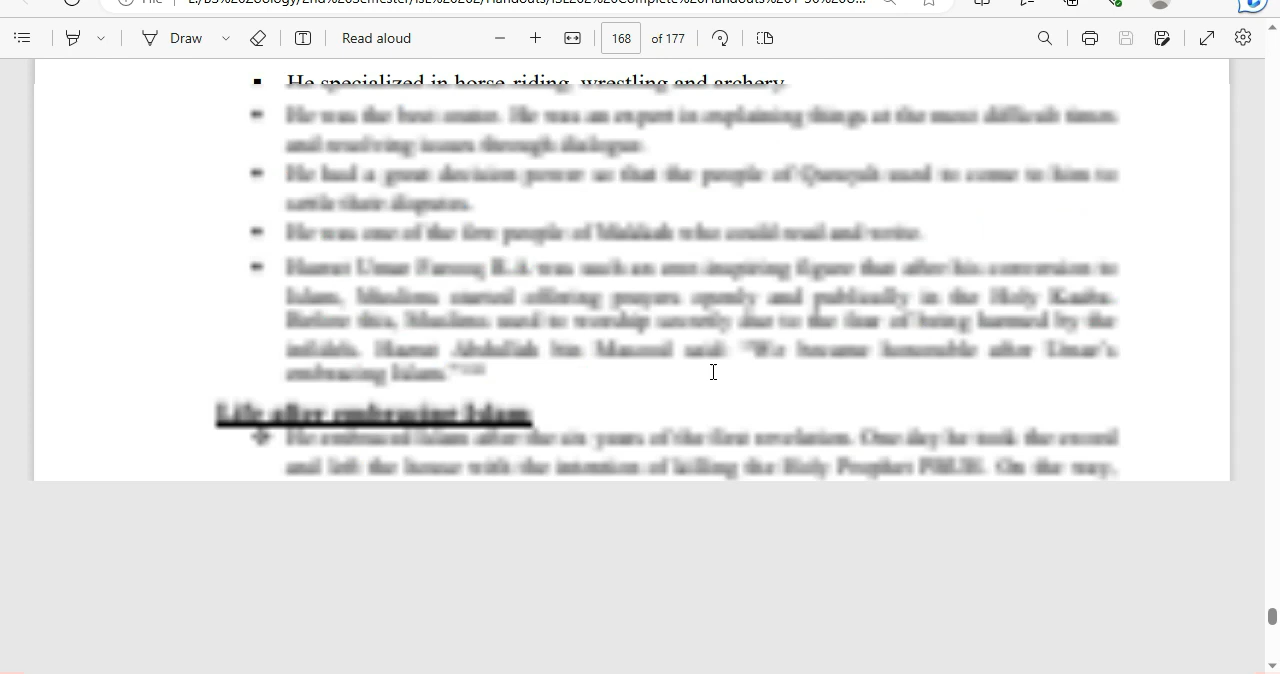 Draw
Read aloud
168 of 177
▪ He specialized in horse riding, wrestling and archery.
He was the best orator. He was an expert in explaining things at the most difficult times
and resolving issues through dialogue.
He had a great decision power so that the people of Quraysh used to come to him to
settle their disputes.
He was one of the few people of Makkah who could read and write.
Hazrat Umar Farooq R.A was such an awe-inspiring figure that after his conversion to
Islam, Muslims started offering prayers openly and publically in the Holy Kaaba.
Before this, Muslims used to worship secretly due to the fear of being harmed by the
infidels. Hazrat Abdullah bin Masood said: "We became honorable after Umar's
embracing Islam."
Life after embracing Islam
He embraced Islam after the six years of the first revelation. One day he took the sword
and left the house with the intention of killing the Holy Prophet PBUH. On the way,